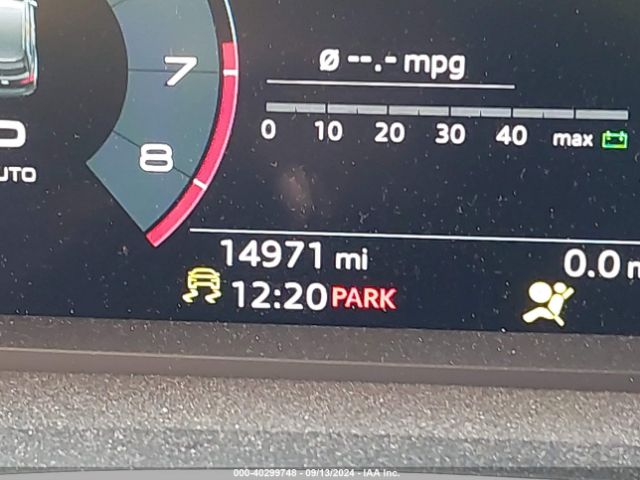 ø --.- mpg
7
0 10 20 30 40 max
8
UTO
14971 mi
0.0 m
12:20 PARK
000-40299748 - 09/13/2024 - IAA Inc.